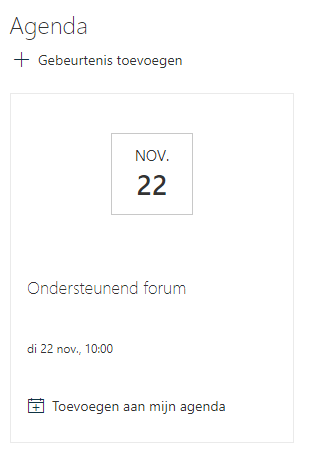 Agenda
Gebeurtenis toevoegen
NOV.
22
Ondersteunend forum
di 22 nov., 10:00
Toevoegen aan mijn agenda